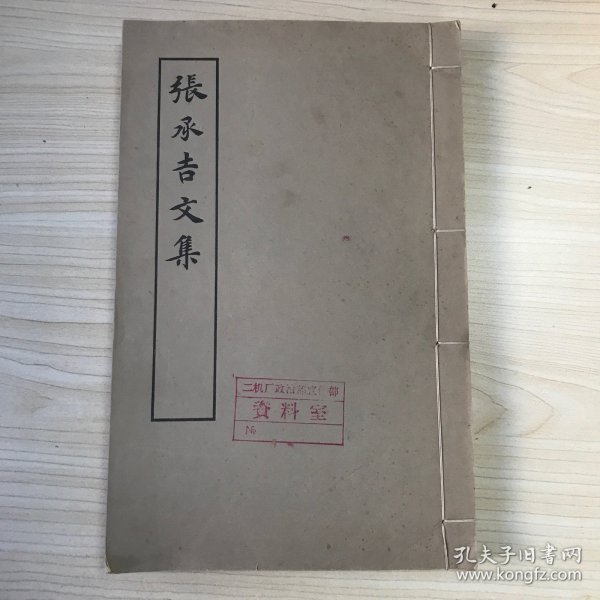 張承吉文集
二机厂政治部宣传部
資料室
№
孔夫子旧書网
www.kongfz.com